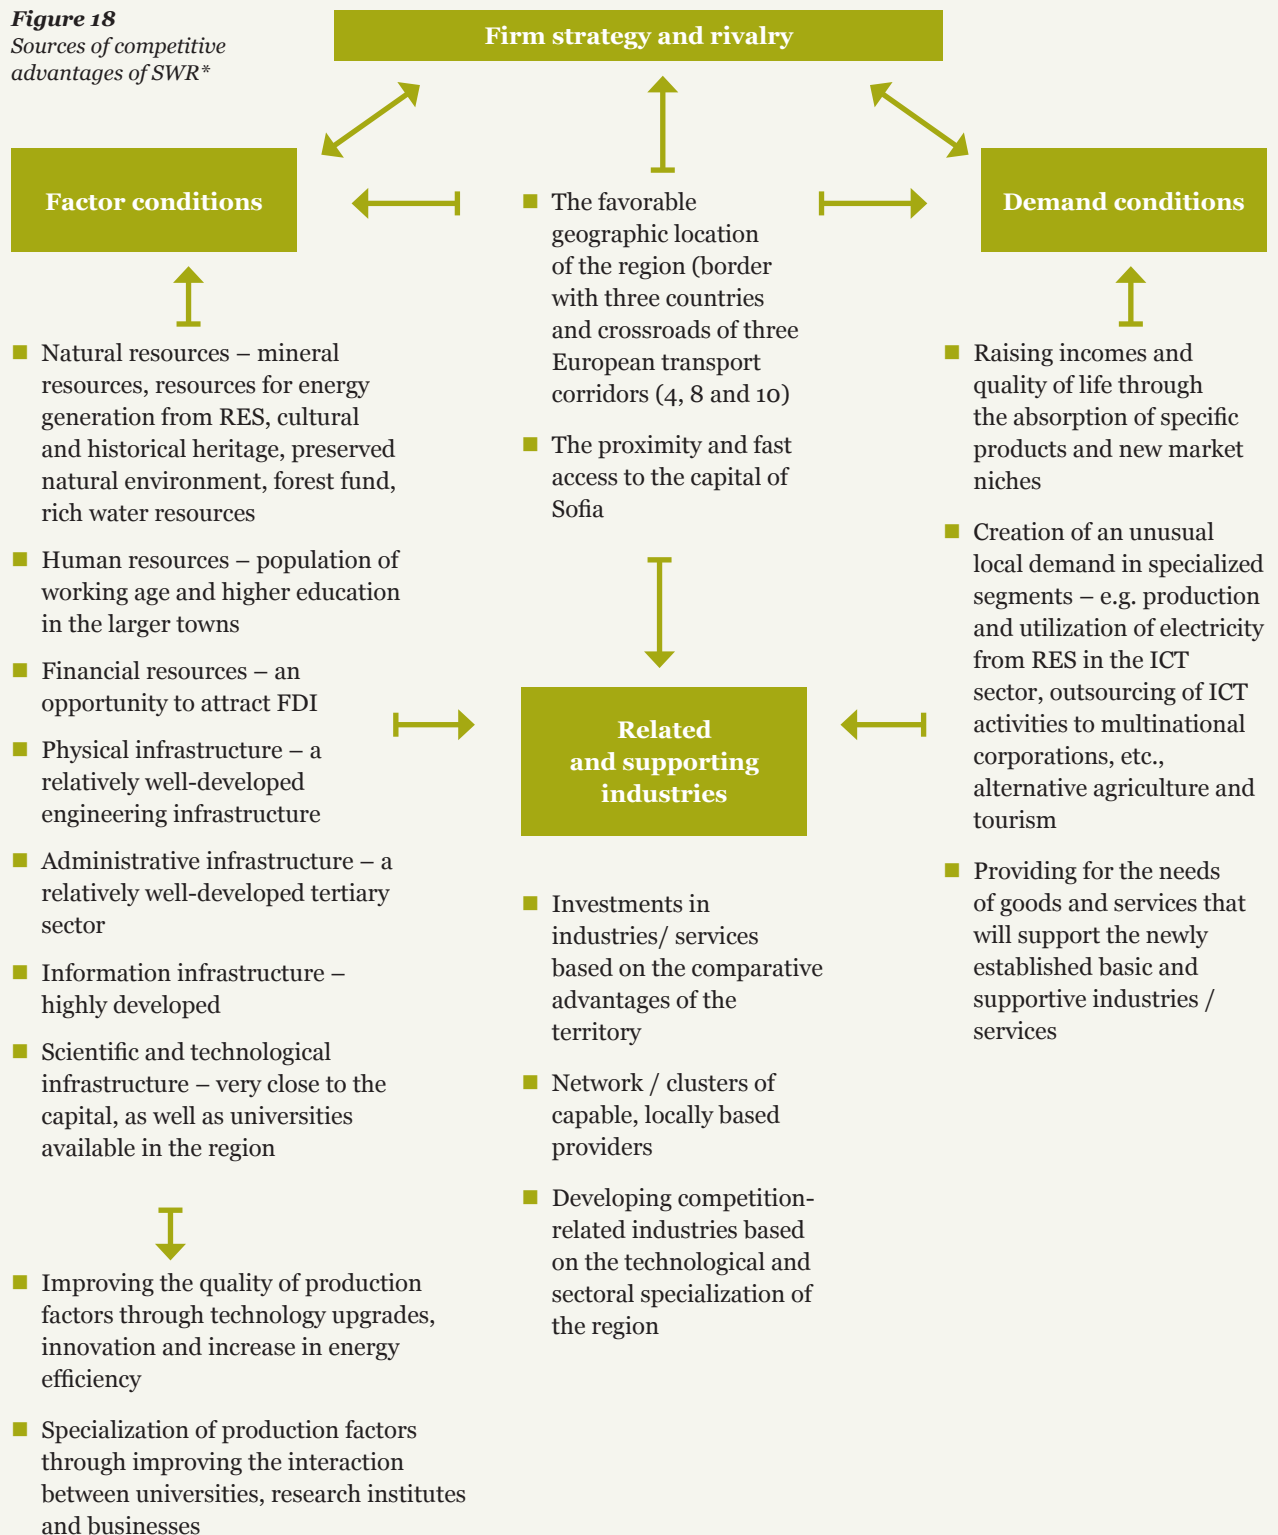 Figure 18
Sources of competitive
advantages of SWR*
Firm strategy and rivalry
Factor conditions
Natural resources – mineral
resources, resources for energy
generation from RES, cultural
and historical heritage, preserved
natural environment, forest fund,
rich water resources
Human resources – population of
working age and higher education
in the larger towns
Financial resources – an
opportunity to attract FDI
Physical infrastructure – a
relatively well-developed
engineering infrastructure
Administrative infrastructure – a
relatively well-developed tertiary
sector
Information infrastructure –
highly developed
Scientific and technological
infrastructure – very close to the
capital, as well as universities
available in the region
Improving the quality of production
factors through technology upgrades,
innovation and increase in energy
efficiency
Specialization of production factors
through improving the interaction
between universities, research institutes
and businesses
The favorable
geographic location
of the region (border
with three countries
and crossroads of three
European transport
corridors (4, 8 and 10)
The proximity and fast
access to the capital of
Sofia
Related
and supporting
industries
Investments in
industries/ services
based on the comparative
advantages of the
territory
Network / clusters of
capable, locally based
providers
Developing competition-
related industries based
on the technological and
sectoral specialization of
the region
Demand conditions
Raising incomes and
quality of life through
the absorption of specific
products and new market
niches
Creation of an unusual
local demand in specialized
segments – e.g. production
and utilization of electricity
from RES in the ICT
sector, outsourcing of ICT
activities to multinational
corporations, etc.,
alternative agriculture and
tourism
Providing for the needs
of goods and services that
will support the newly
established basic and
supportive industries /
services